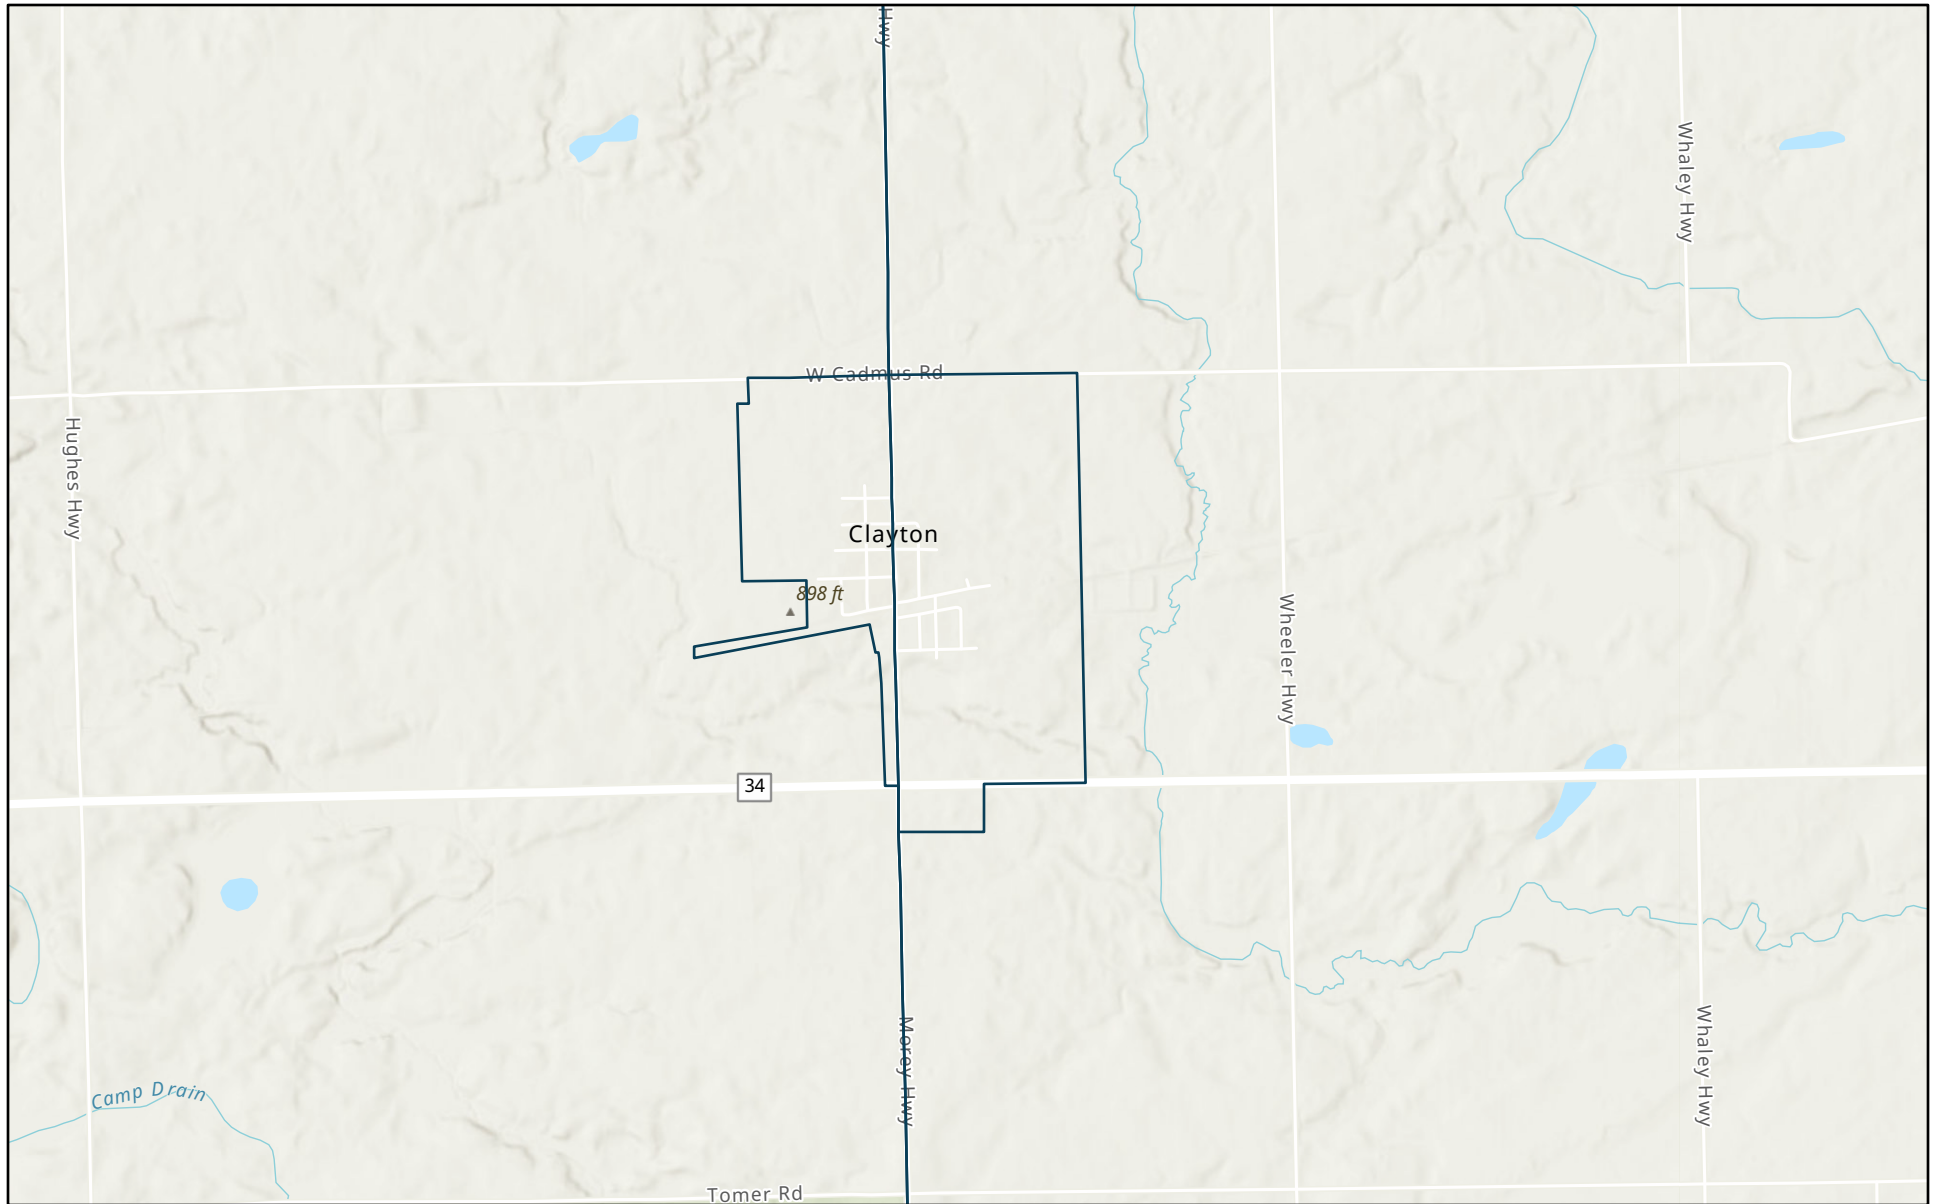 Hwy
Whaley Hwy
W Cadmus Rd
Hughes Hwy
Clayton
898 ft
Wheeler Hwy
34
Morey Hwy
Whaley Hwy
Camp Drain
Tomer Rd